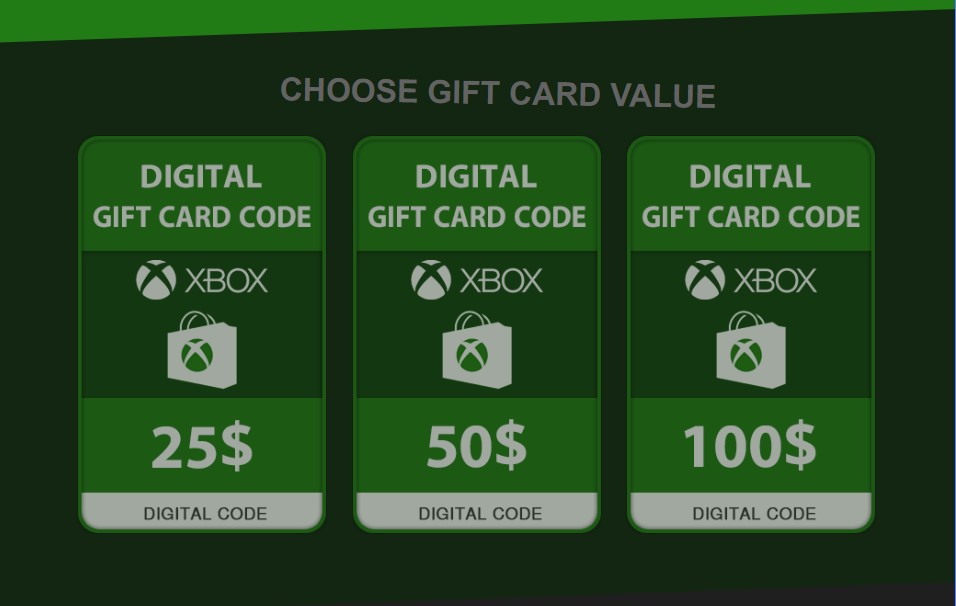 CHOOSE GIFT CARD VALUE
DIGITAL
GIFT CARD CODE
XBOX
25$
DIGITAL CODE
DIGITAL
GIFT CARD CODE
XBOX
50$
DIGITAL CODE
DIGITAL
GIFT CARD CODE
XBOX
100$
DIGITAL CODE